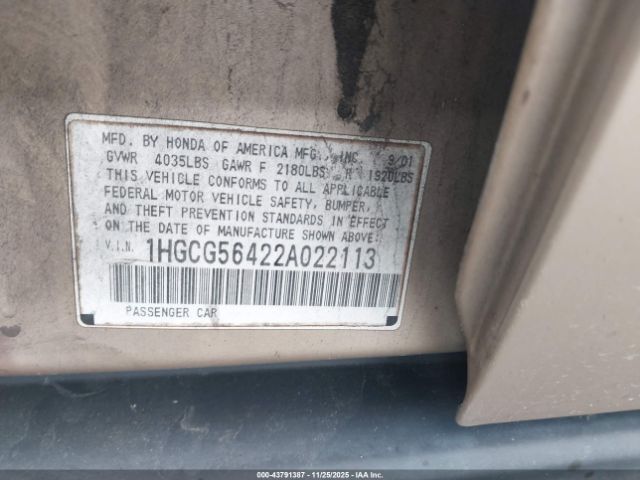 MFD. BY HONDA OF AMERICA MFG., INC. 9/01
GVWR 4035LBS GAWR F 2180LBS R 1920LBS
THIS VEHICLE CONFORMS TO ALL APPLICABLE
FEDERAL MOTOR VEHICLE SAFETY, BUMPER,
AND THEFT PREVENTION STANDARDS IN EFFECT
ON THE DATE OF MANUFACTURE SHOWN ABOVE.
V.I.N. 1HGCG56422A022113
PASSENGER CAR
000-43791387 - 11/25/2025 - IAAI.COM